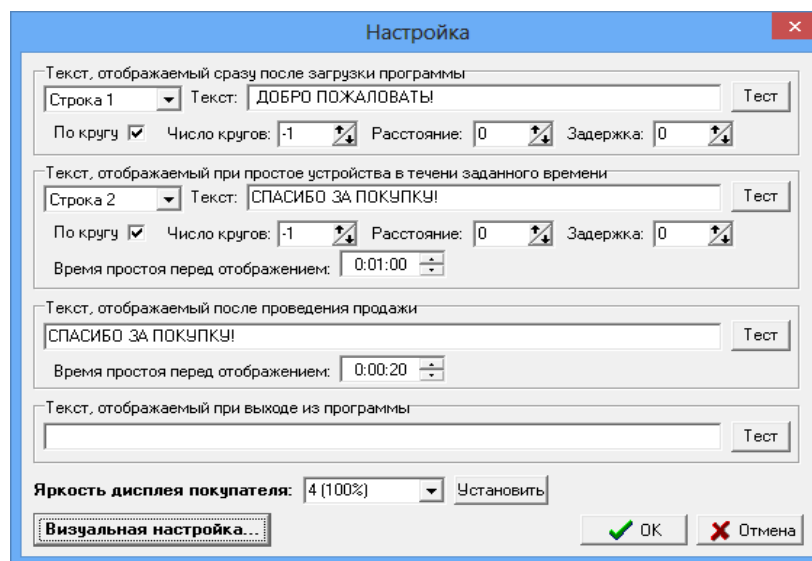 Настройка
Текст, отображаемый сразу после загрузки программы
Строка 1 Текст: ДОБРО ПОЖАЛОВАТЬ! Тест
По кругу Число кругов: -1 Расстояние: 0 Задержка: 0
Текст, отображаемый при простое устройства в течени заданного времени
Строка 2 Текст: СПАСИБО ЗА ПОКУПКУ! Тест
По кругу Число кругов: -1 Расстояние: 0 Задержка: 0
Время простоя перед отображением: 0:01:00
Текст, отображаемый после проведения продажи
СПАСИБО ЗА ПОКУПКУ! Тест
Время простоя перед отображением: 0:00:20
Текст, отображаемый при выходе из программы
Тест
Яркость дисплея покупателя: 4 (100%) Установить
Визуальная настройка... OK Отмена